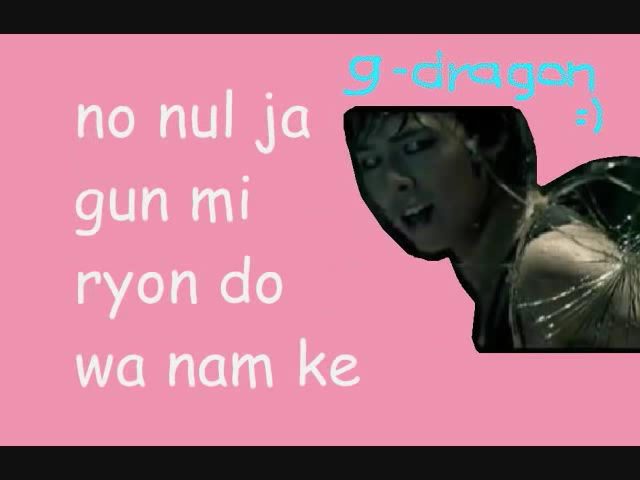 g-dragon
=)
no nul ja
gun mi
ryon do
wa nam ke